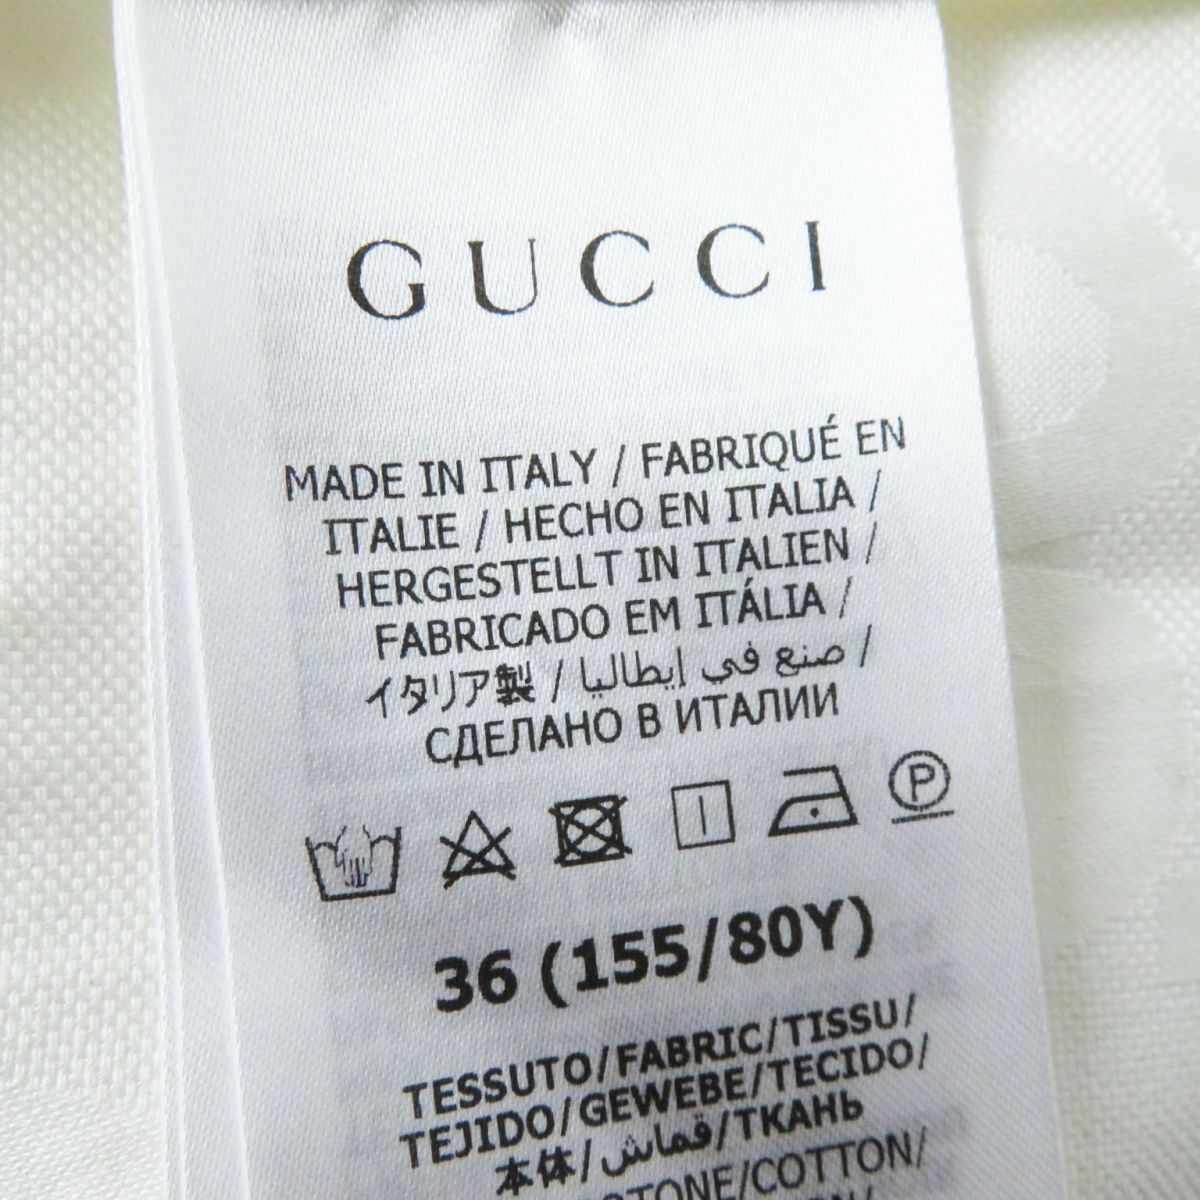 GUCCI
MADE IN ITALY / FABRIQUÉ EN
ITALIE / HECHO EN ITALIA /
HERGESTELLT IN ITALIEN /
FABRICADO EM ITÁLIA /
イタリア製 / صنع في إيطاليا /
СДЕЛАНО В ИТАЛИИ
P
36 (155/80Y)
TESSUTO/FABRIC/TISSU/
TEJIDO/GEWEBE/TECIDO/
本体/قماش/ТКАНЬ
COTTON/